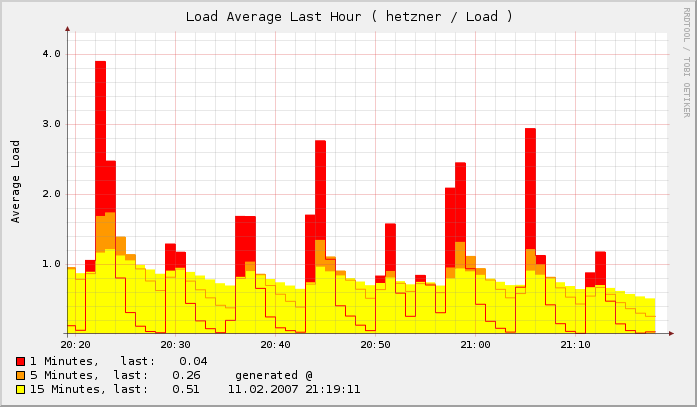 Load Average Last Hour ( hetzner / Load )
RRDTOOL / TOBI OETIKER
Average Load
4.0
3.0
2.0
1.0
20:20 20:30 20:40 20:50 21:00 21:10
1 Minutes, last: 0.04
5 Minutes, last: 0.26 generated @
15 Minutes, last: 0.51 11.02.2007 21:19:11